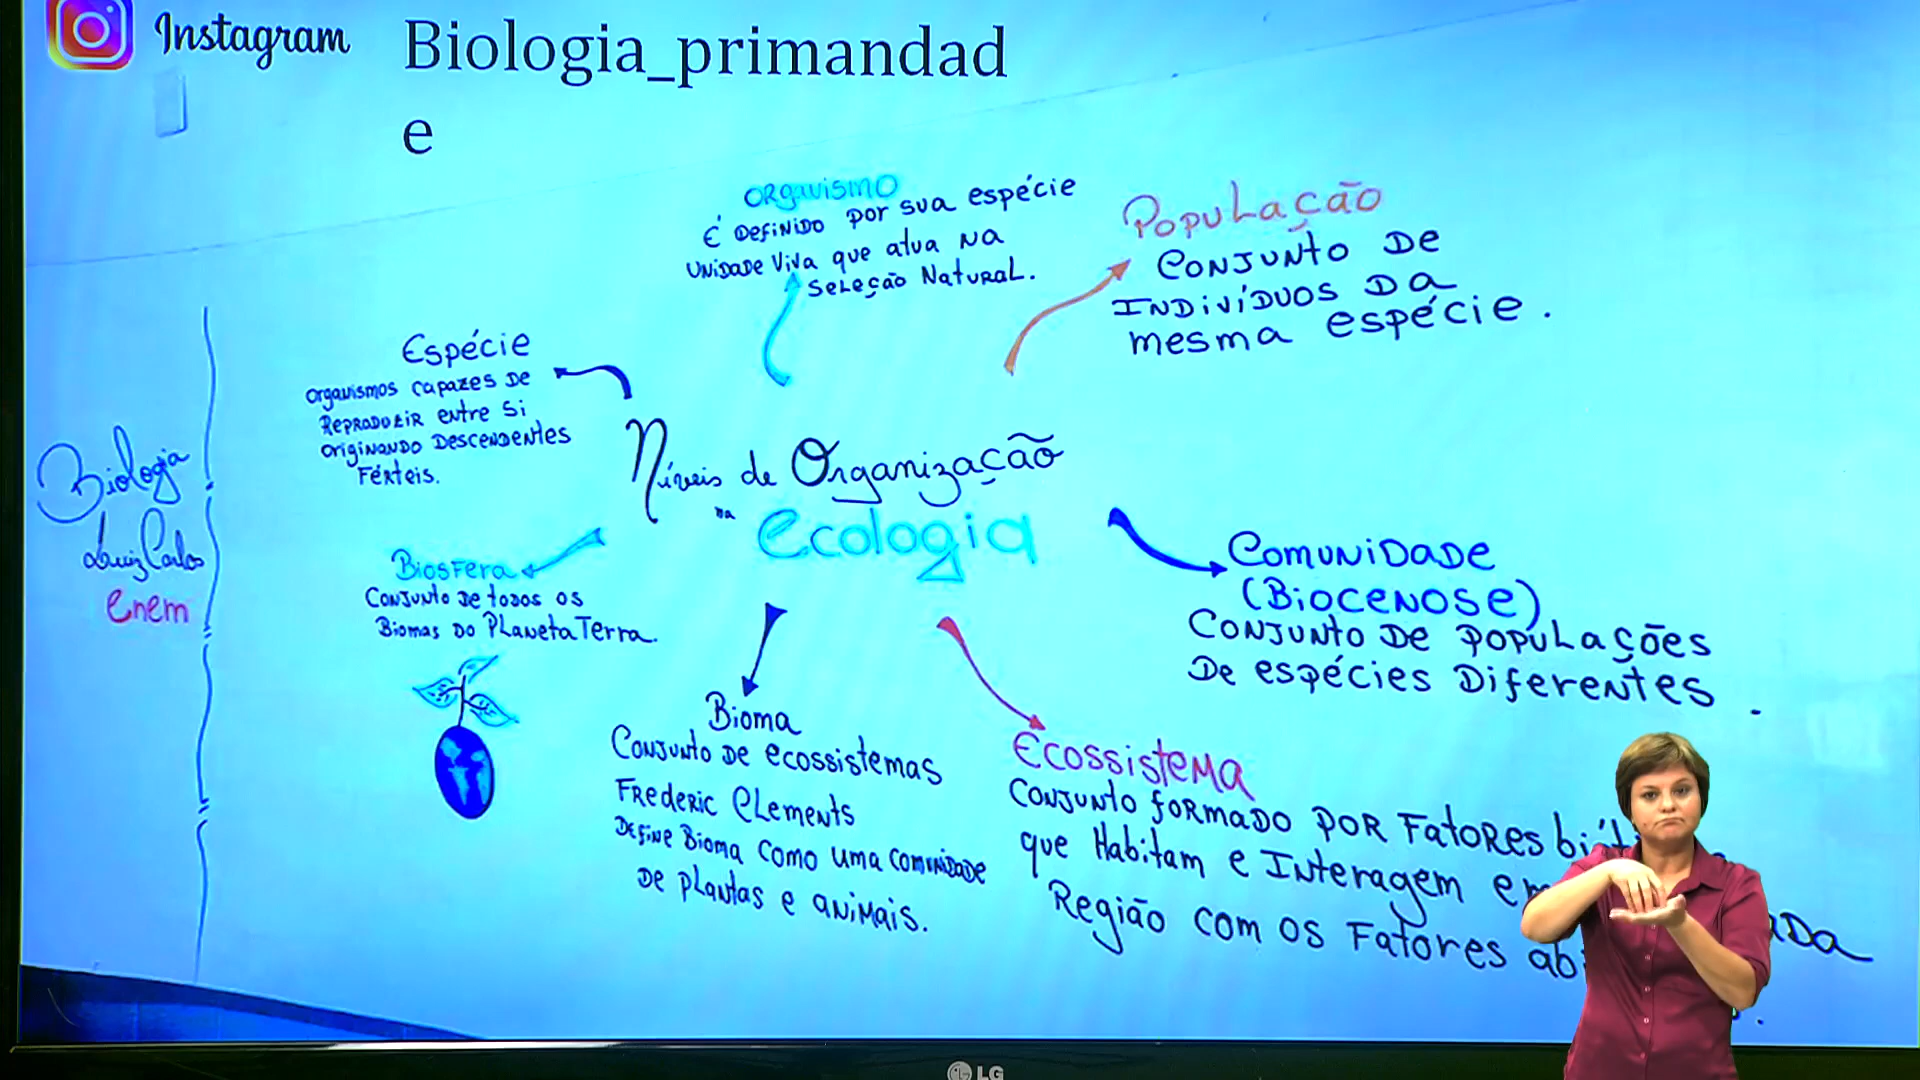 Instagram
Biologia_primandad
e
Organismo
É Definido por sua espécie
Unidade Viva que atua na
Seleção Natural.
População
Conjunto de
Indivíduos da
mesma espécie.
Espécie
Organismos capazes de
Reproduzir entre Si
originando Descendentes
Férteis.
Níveis de Organização
na
Ecologia
Biologia
Luiz Carlos
Enem
Biosfera
Conjunto de todos os
Biomas do Planeta Terra.
Comunidade
(Biocenose)
Conjunto de populações
De espécies Diferentes.
Bioma
Conjunto de ecossistemas
Frederic Clements
Define Bioma como uma comunidade
de plantas e animais.
Ecossistema
Conjunto formado por Fatores
que Habitam e Interagem
Região com os Fatores
LG